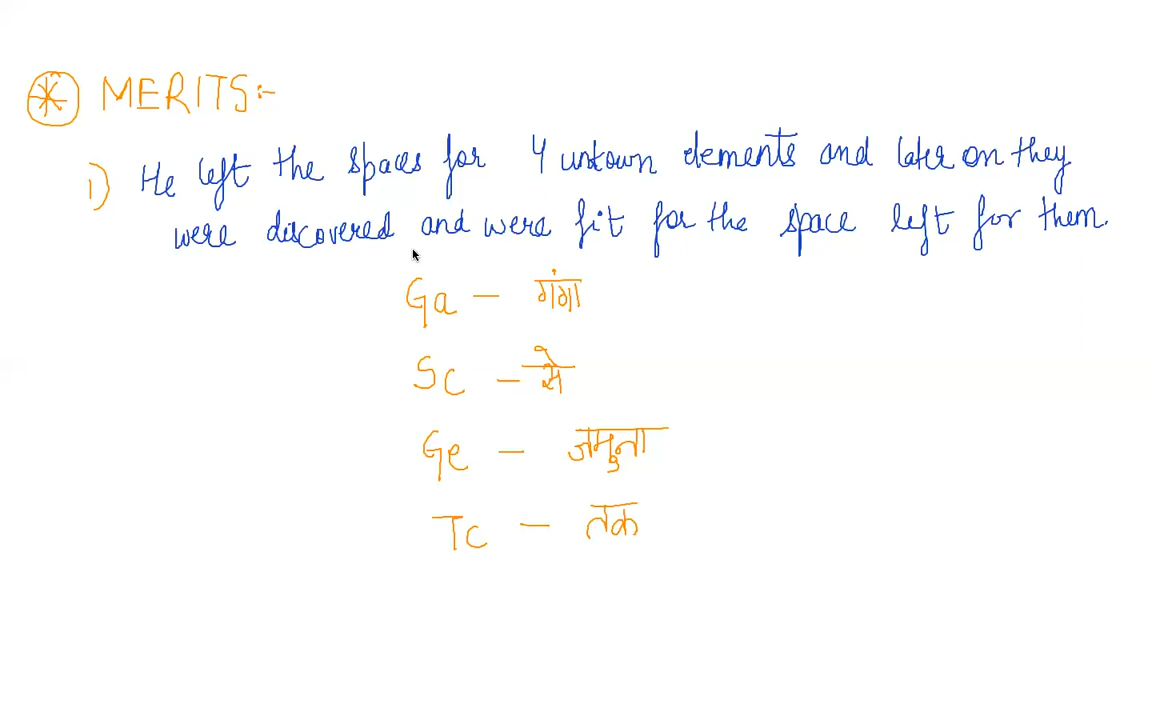 * MERITS:-
1) He left the spaces for 4 unkown elements and later on they
were discovered and were fit for the space left for them.
Ga - गंगा
Sc - से
Ge - जमुना
Tc - तक